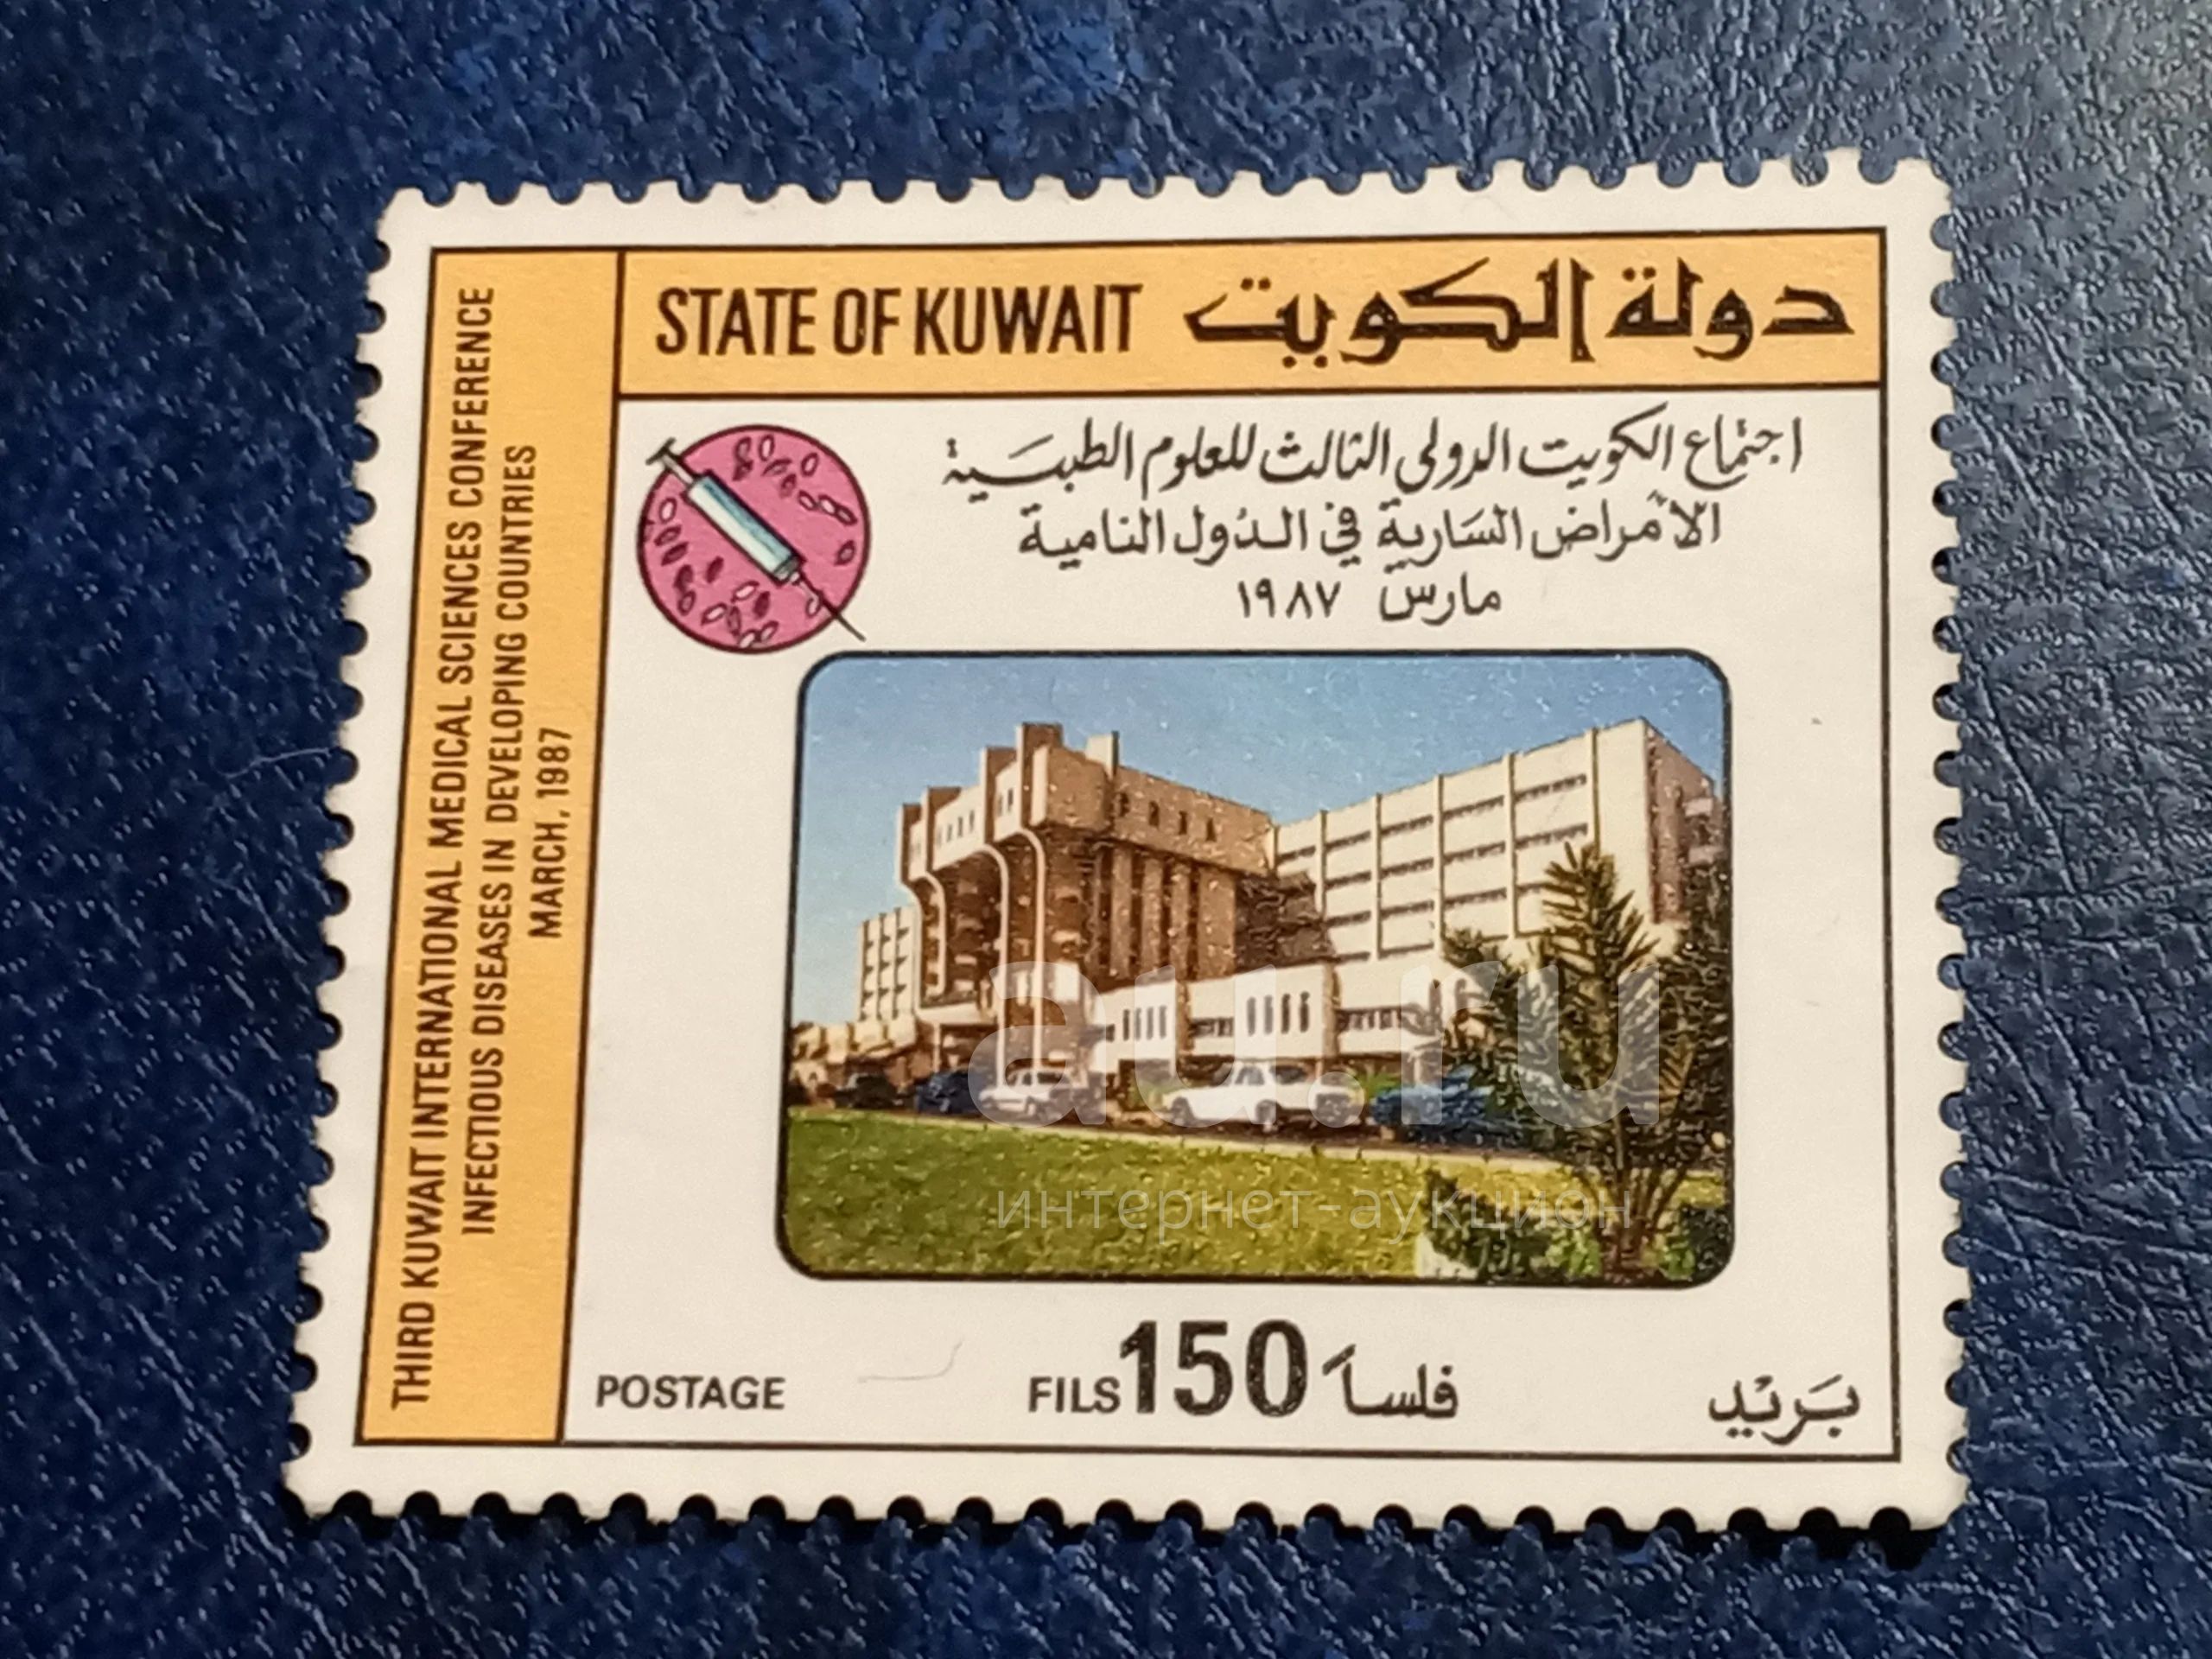 STATE OF KUWAIT دولة الكويت
THIRD KUWAIT INTERNATIONAL MEDICAL SCIENCES CONFERENCE
INFECTIOUS DISEASES IN DEVELOPING COUNTRIES
MARCH, 1987
اجتماع الكويت الدولي الثالث للعلوم الطبية
الأمراض السارية في الدول النامية
مارس ١٩٨٧
au.ru
интернет-аукцион
POSTAGE FILS 150 فلساً بريد